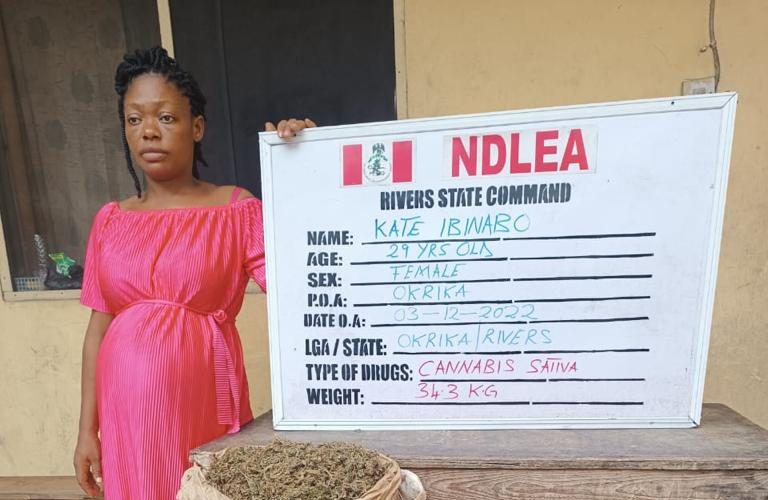 NDLEA
RIVERS STATE COMMAND
NAME: KATE IBINABO
AGE: 29 YRS OLD
SEX: FEMALE
P.O.A: OKRIKA
DATE O.A: 03-12-2022
LGA / STATE: OKRIKA/RIVERS
TYPE OF DRUGS: CANNABIS SATIVA
WEIGHT: 34.3 KG